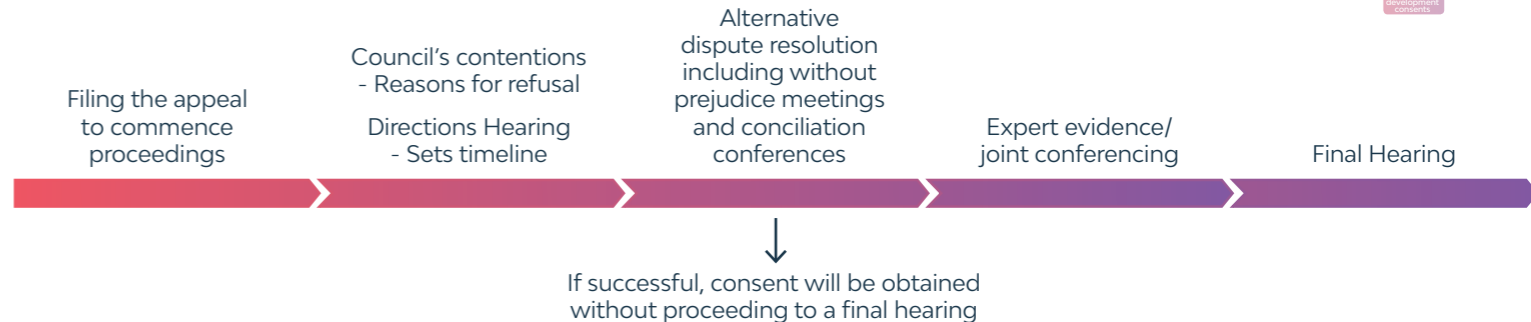 development
consents
Filing the appeal
to commence
proceedings
Council's contentions
- Reasons for refusal
Directions Hearing
- Sets timeline
Alternative
dispute resolution
including without
prejudice meetings
and conciliation
conferences
Expert evidence/
joint conferencing
Final Hearing
If successful, consent will be obtained
without proceeding to a final hearing